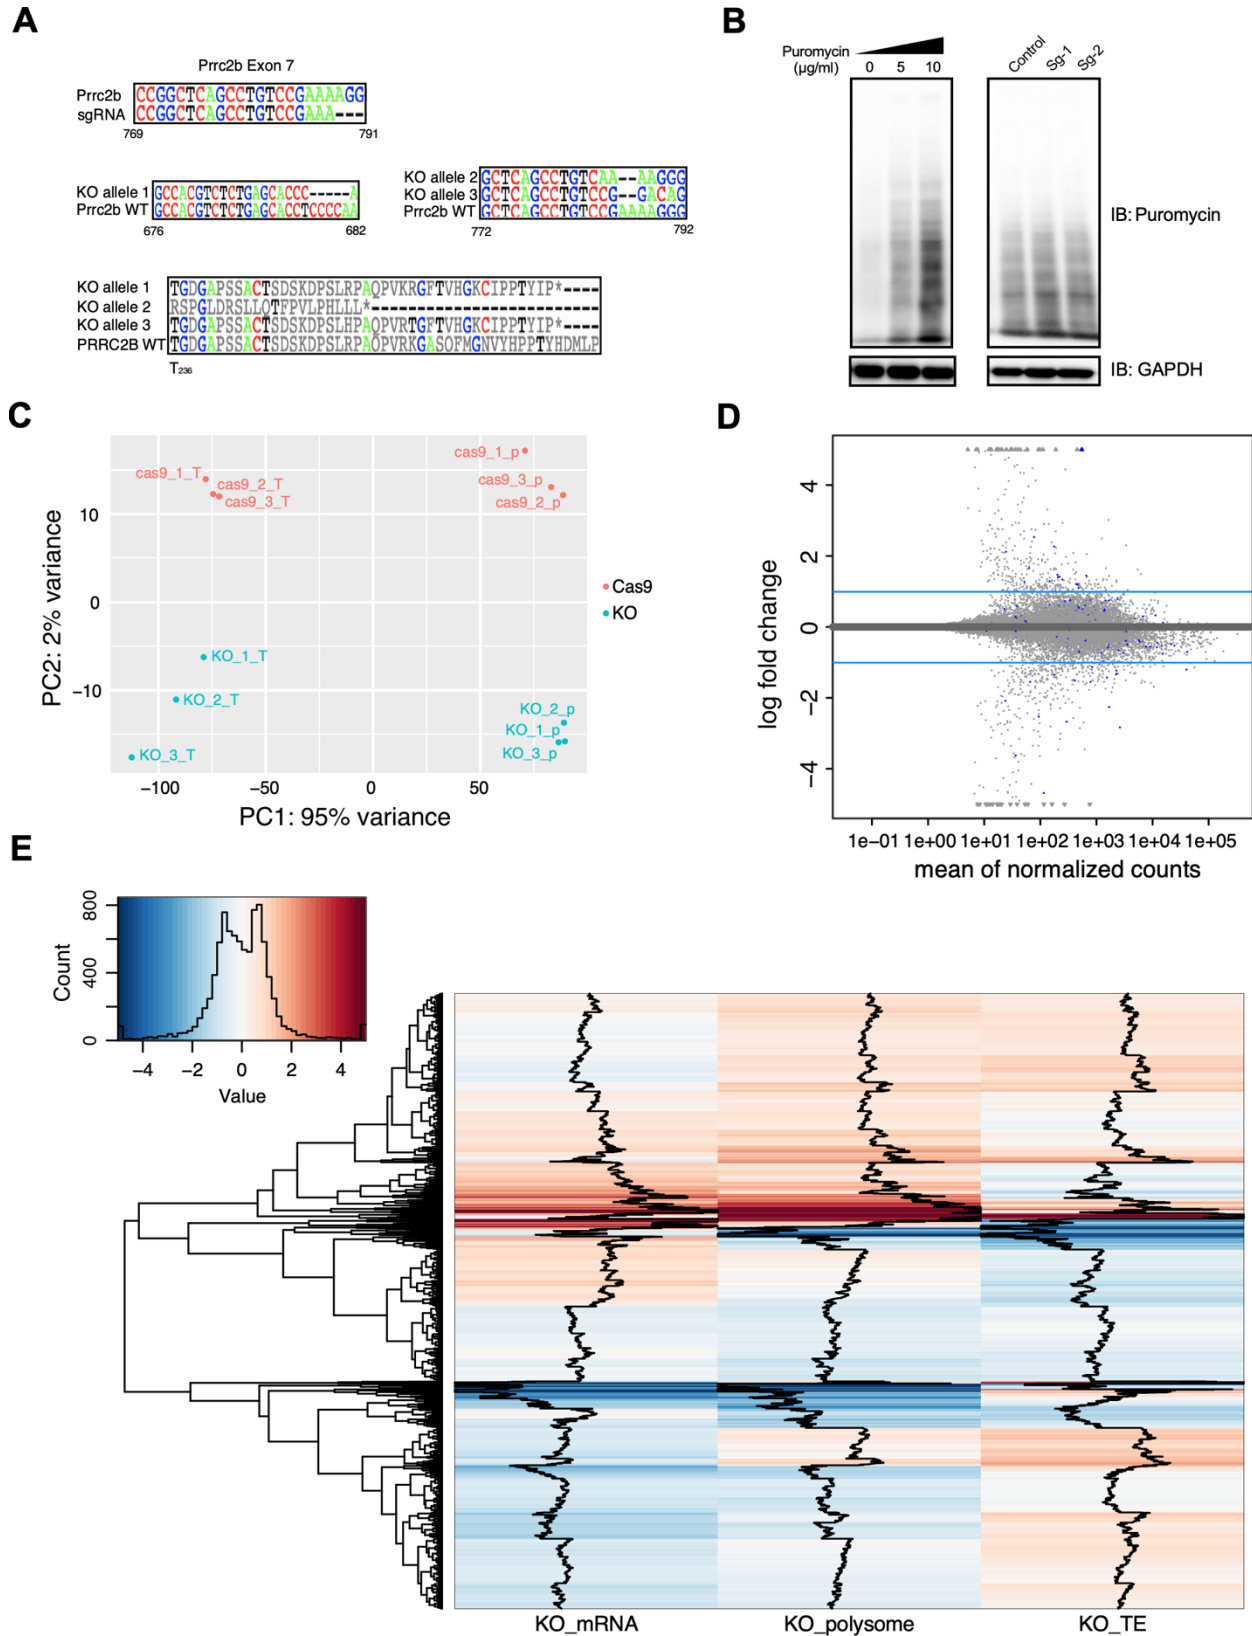 A
Prrc2b Exon 7
Prrc2b CCGGCTCAGCCTGTCCGAAAAGG
sgRNA CCGGCTCAGCCTGTCCGAAA---
769 791
KO allele 1 GCCACGTCTCTGAGCACCC-----A
Prrc2b WT GCCACGTCTCTGAGCACCTCCCCAA
676 682
KO allele 2 GCTCAGCCTGTCAA--AAGGG
KO allele 3 GCTCAGCCTGTCCG--GACAG
Prrc2b WT GCTCAGCCTGTCCGAAAAGGG
772 792
KO allele 1 TGDGAPSSACTSDSKDPSLRPAQPVKRGFTVHGKCIPPTYIP*----
KO allele 2 RSPGLDRSLLQTFPVLPHLLL*-------------------------
KO allele 3 TGDGAPSSACTSDSKDPSLHPAQPVRTGFTVHGKCIPPTYIP*----
PRRC2B WT TGDGAPSSACTSDSKDPSLRPAQPVRKGASQFMGNVYHPPTYHDMLP
T236
B
Puromycin
(µg/ml) 0 5 10
Control Sg-1 Sg-2
IB: Puromycin
IB: GAPDH
C
cas9_1_T
cas9_2_T
cas9_3_T
cas9_1_p
cas9_3_p
cas9_2_p
KO_1_T
KO_2_T
KO_3_T
KO_2_p
KO_1_p
KO_3_p
10
0
−10
PC2: 2% variance
−100 −50 0 50
PC1: 95% variance
Cas9
KO
D
4
2
0
−2
−4
log fold change
1e−01 1e+00 1e+01 1e+02 1e+03 1e+04 1e+05
mean of normalized counts
E
800
400
0
Count
−4 −2 0 2 4
Value
KO_mRNA KO_polysome KO_TE